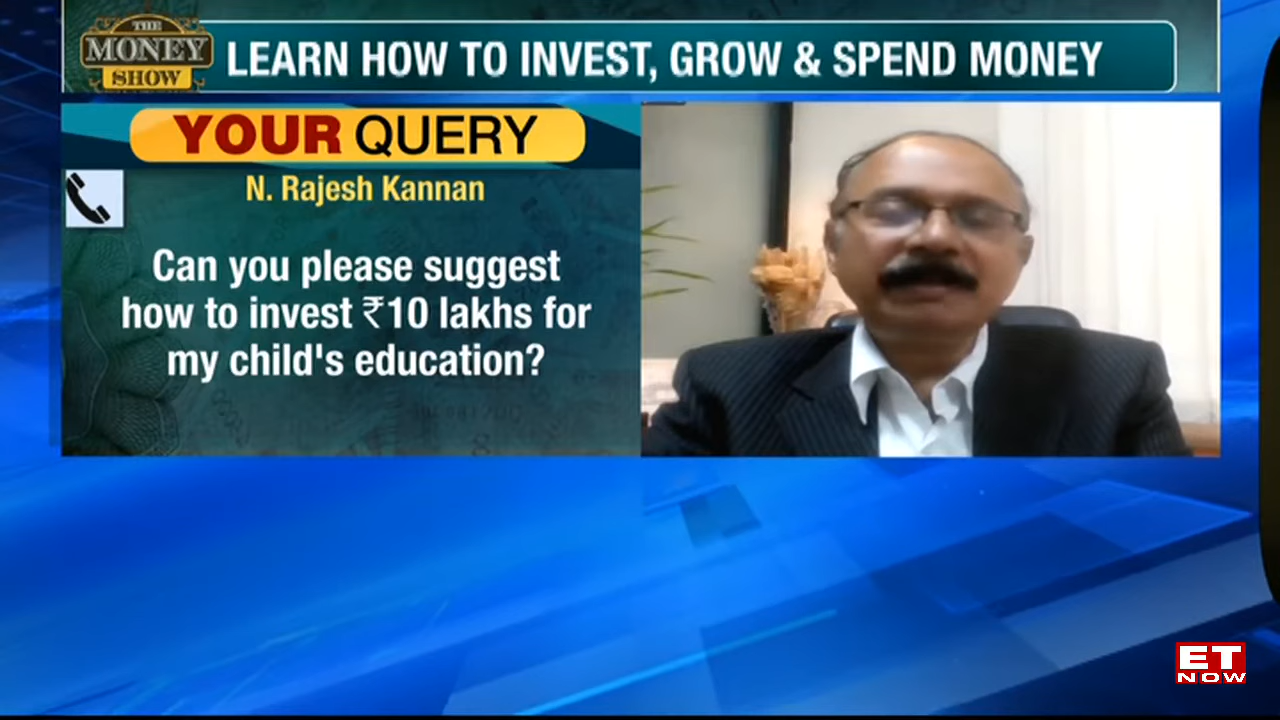 THE
MONEY
SHOW
LEARN HOW TO INVEST, GROW & SPEND MONEY
YOUR QUERY
N. Rajesh Kannan
Can you please suggest
how to invest ₹10 lakhs for
my child's education?
ET
NOW